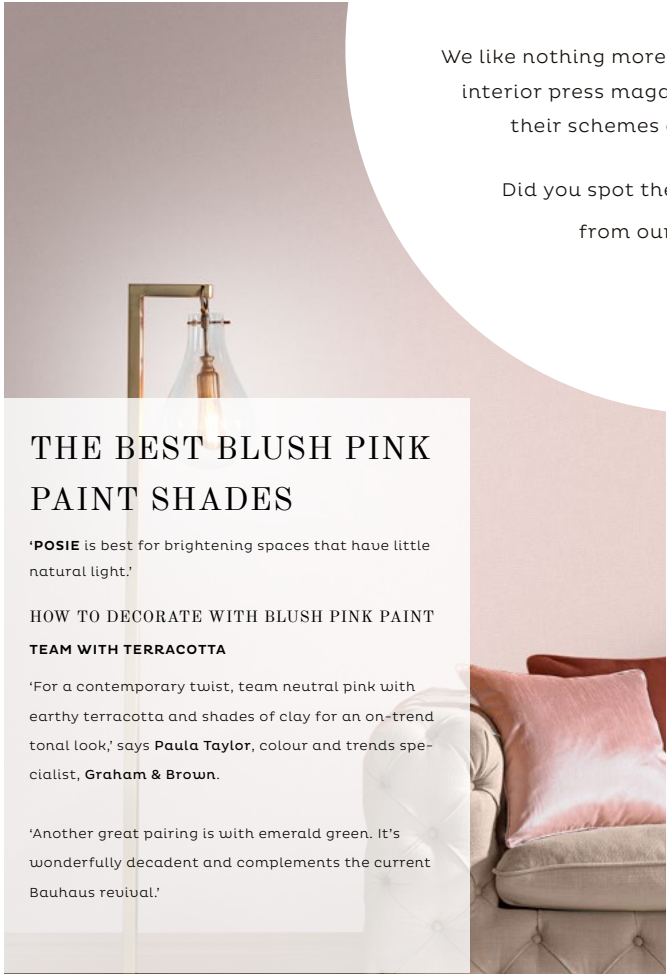 We like nothing more
interior press
their schemes
Did you spot the
from our
THE BEST BLUSH PINK
PAINT SHADES
‘POSIE is best for brightening spaces that have little
natural light.’
HOW TO DECORATE WITH BLUSH PINK PAINT
TEAM WITH TERRACOTTA
‘For a contemporary twist, team neutral pink with
earthy terracotta and shades of clay for an on-trend
tonal look,’ says Paula Taylor, colour and trends spe-
cialist, Graham & Brown.
‘Another great pairing is with emerald green. It’s
wonderfully decadent and complements the current
Bauhaus revival.’